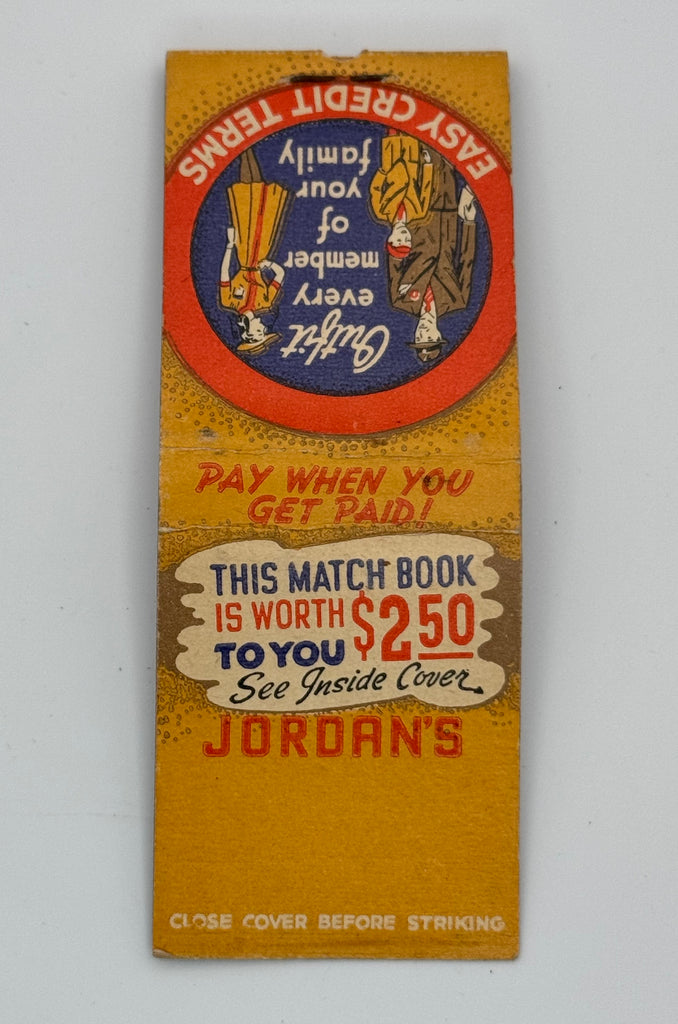 EASY CREDIT TERMS
Outfit
every
member
of
your
family
PAY WHEN YOU
GET PAID!
THIS MATCH BOOK
IS WORTH $2.50
TO YOU
See Inside Cover
JORDAN'S
CLOSE COVER BEFORE STRIKING